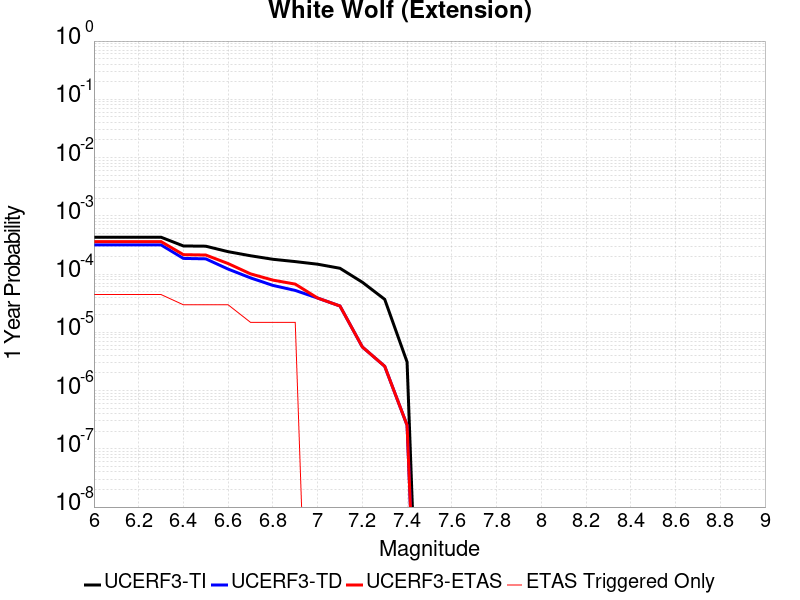 White Wolf (Extension)
1 Year Probability
10^0
10^-1
10^-2
10^-3
10^-4
10^-5
10^-6
10^-7
10^-8
6 6.2 6.4 6.6 6.8 7 7.2 7.4 7.6 7.8 8 8.2 8.4 8.6 8.8 9
Magnitude
UCERF3-TI UCERF3-TD UCERF3-ETAS ETAS Triggered Only